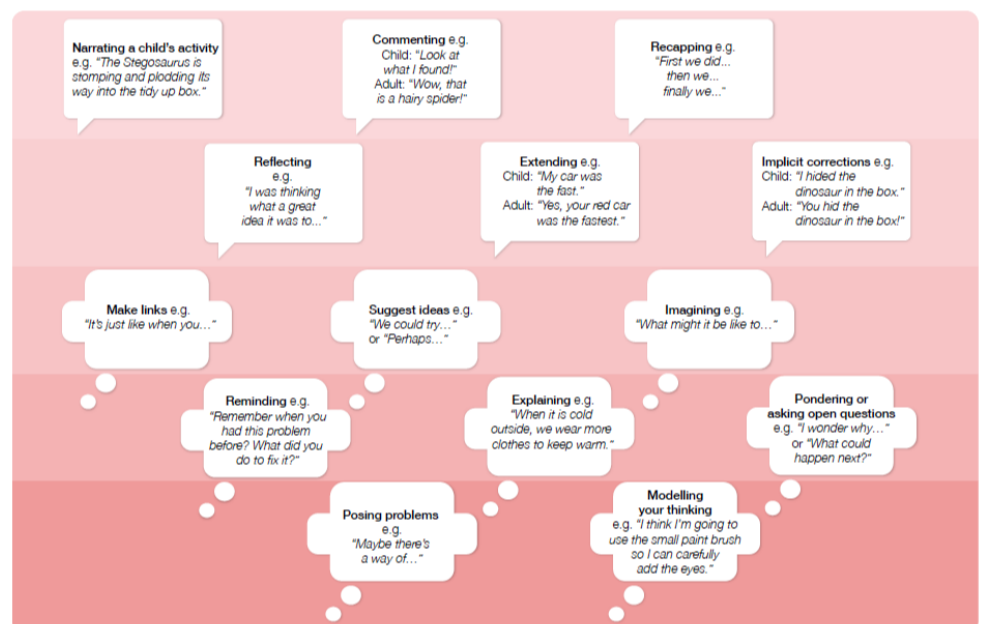 Narrating a child's activity
e.g. "The Stegosaurus is
stomping and plodding its
way into the tidy up box."
Commenting e.g.
Child: "Look at
what I found!"
Adult: "Wow, that
is a hairy spider!"
Recapping e.g.
"First we did...
then we...
finally we..."
Reflecting
e.g.
"I was thinking
what a great
idea it was to..."
Extending e.g.
Child: "My car was
the fast."
Adult: "Yes, your red car
was the fastest."
Implicit corrections e.g.
Child: "I hided the
dinosaur in the box."
Adult: "You hid the
dinosaur in the box!"
Make links e.g.
"It's just like when you..."
Suggest ideas e.g.
"We could try..."
or "Perhaps..."
Imagining e.g.
"What might it be like to..."
Reminding e.g.
"Remember when you
had this problem
before? What did you
do to fix it?"
Explaining e.g.
"When it is cold
outside, we wear more
clothes to keep warm."
Pondering or
asking open questions
e.g. "I wonder why..."
or "What could
happen next?"
Posing problems
e.g.
"Maybe there's
a way of..."
Modelling
your thinking
e.g. "I think I'm going to
use the small paint brush
so I can carefully
add the eyes."